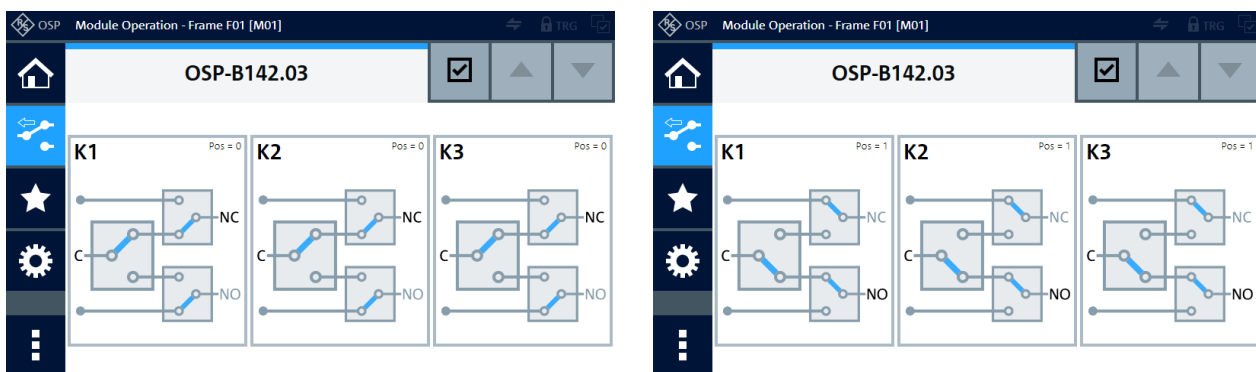 R&S OSP Module Operation - Frame F01 [M01] TRG
OSP-B142.03
K1 Pos = 0 K2 Pos = 0 K3 Pos = 0
NC NC NC
C C C
NO NO NO
R&S OSP Module Operation - Frame F01 [M01] TRG
OSP-B142.03
K1 Pos = 1 K2 Pos = 1 K3 Pos = 1
NC NC NC
C C C
NO NO NO